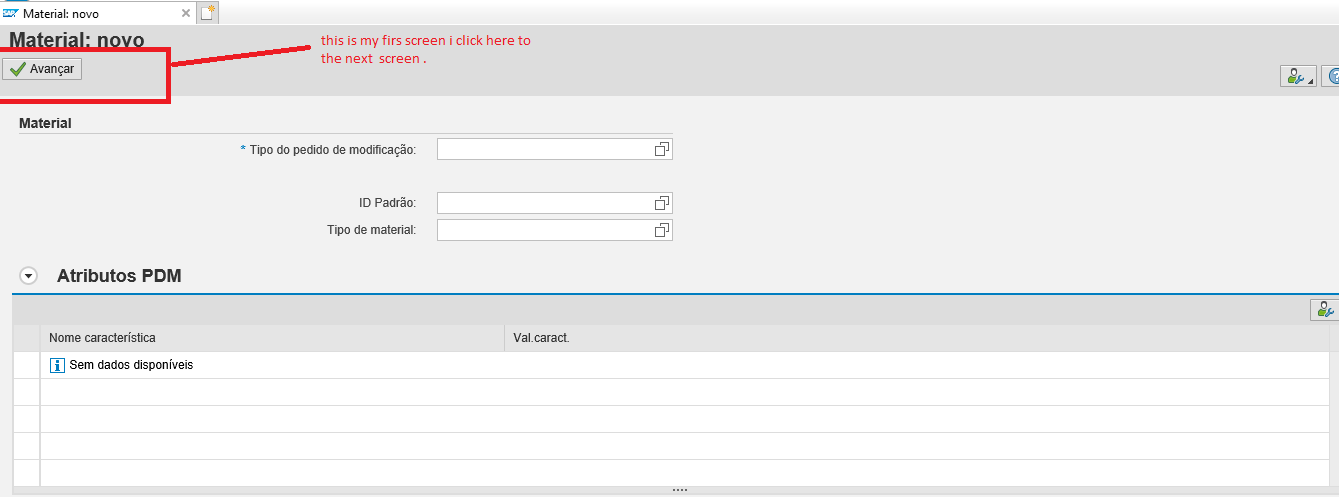 SAP Material: novo
Material: novo
this is my firs screen i click here to
the next screen .
Avançar
Material
* Tipo do pedido de modificação:
ID Padrão:
Tipo de material:
Atributos PDM
Nome característica Val.caract.
Sem dados disponíveis